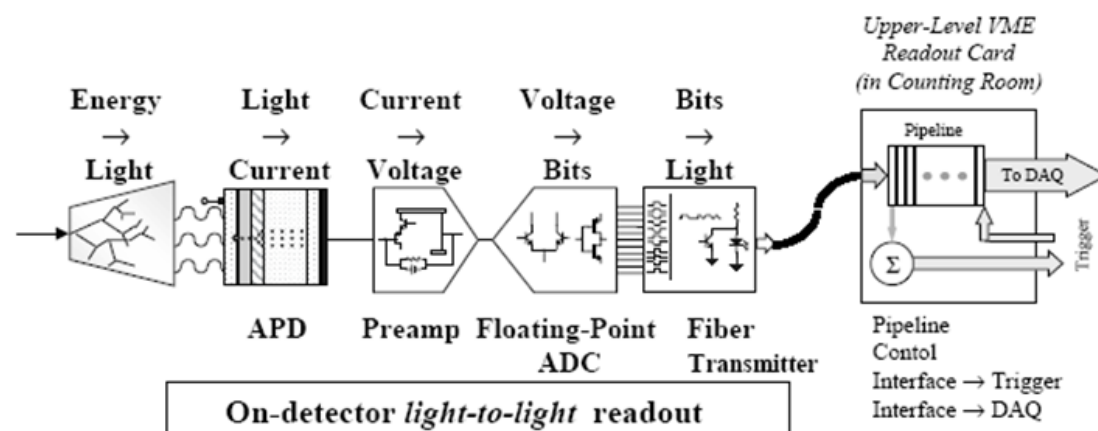 Upper-Level VME
Readout Card
(in Counting Room)
Energy → Light
Light → Current
Current → Voltage
Voltage → Bits
Bits → Light
Pipeline
To DAQ
Trigger
Σ
APD
Preamp
Floating-Point
ADC
Fiber
Transmitter
Pipeline
Contol
Interface → Trigger
Interface → DAQ
On-detector light-to-light readout